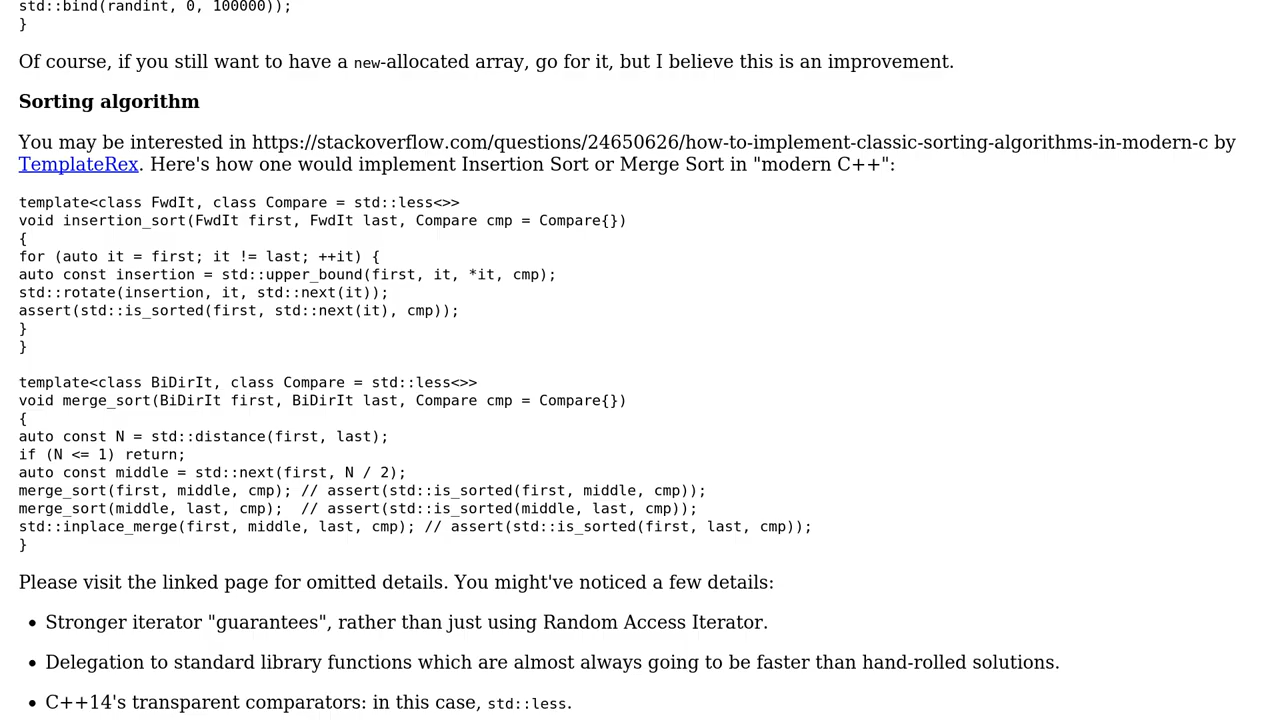 std::bind(randint, 0, 100000));
}
Of course, if you still want to have a new-allocated array, go for it, but I believe this is an improvement.
Sorting algorithm
You may be interested in https://stackoverflow.com/questions/24650626/how-to-implement-classic-sorting-algorithms-in-modern-c by
TemplateRex. Here's how one would implement Insertion Sort or Merge Sort in "modern C++":
template<class FwdIt, class Compare = std::less<>>
void insertion_sort(FwdIt first, FwdIt last, Compare cmp = Compare{})
{
for (auto it = first; it != last; ++it) {
auto const insertion = std::upper_bound(first, it, *it, cmp);
std::rotate(insertion, it, std::next(it));
assert(std::is_sorted(first, std::next(it), cmp));
}
}
template<class BiDirIt, class Compare = std::less<>>
void merge_sort(BiDirIt first, BiDirIt last, Compare cmp = Compare{})
{
auto const N = std::distance(first, last);
if (N <= 1) return;
auto const middle = std::next(first, N / 2);
merge_sort(first, middle, cmp); // assert(std::is_sorted(first, middle, cmp));
merge_sort(middle, last, cmp);  // assert(std::is_sorted(middle, last, cmp));
std::inplace_merge(first, middle, last, cmp); // assert(std::is_sorted(first, last, cmp));
}
Please visit the linked page for omitted details. You might've noticed a few details:
• Stronger iterator "guarantees", rather than just using Random Access Iterator.
• Delegation to standard library functions which are almost always going to be faster than hand-rolled solutions.
• C++14's transparent comparators: in this case, std::less.